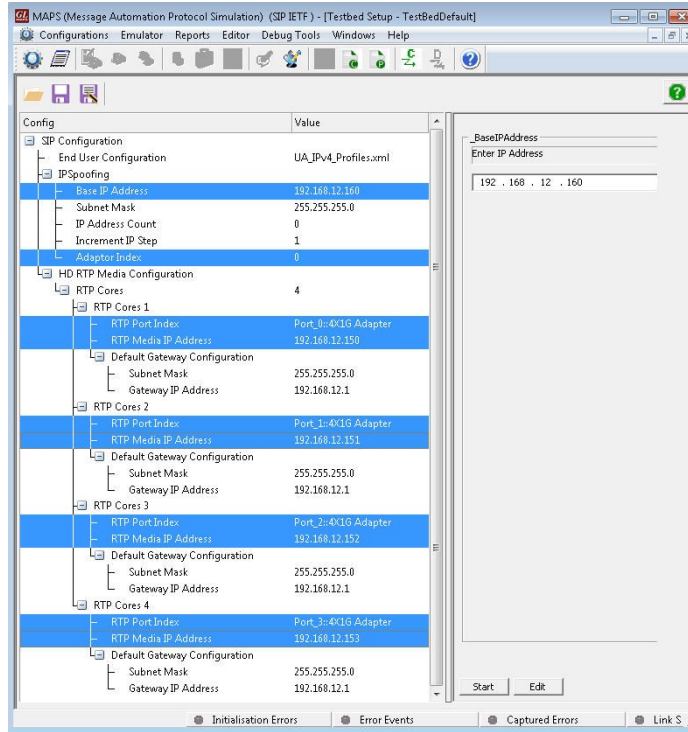 GL MAPS (Message Automation Protocol Simulation) (SIP IETF ) - [Testbed Setup - TestBedDefault]
Configurations Emulator Reports Editor Debug Tools Windows Help
Config Value
SIP Configuration
End User Configuration UA_IPv4_Profiles.xml
IPSpoofing
Base IP Address 192.168.12.160
Subnet Mask 255.255.255.0
IP Address Count 0
Increment IP Step 1
Adaptor Index 0
HD RTP Media Configuration
RTP Cores 4
RTP Cores 1
RTP Port Index Port_0::4X1G Adapter
RTP Media IP Address 192.168.12.150
Default Gateway Configuration
Subnet Mask 255.255.255.0
Gateway IP Address 192.168.12.1
RTP Cores 2
RTP Port Index Port_1::4X1G Adapter
RTP Media IP Address 192.168.12.151
Default Gateway Configuration
Subnet Mask 255.255.255.0
Gateway IP Address 192.168.12.1
RTP Cores 3
RTP Port Index Port_2::4X1G Adapter
RTP Media IP Address 192.168.12.152
Default Gateway Configuration
Subnet Mask 255.255.255.0
Gateway IP Address 192.168.12.1
RTP Cores 4
RTP Port Index Port_3::4X1G Adapter
RTP Media IP Address 192.168.12.153
Default Gateway Configuration
Subnet Mask 255.255.255.0
Gateway IP Address 192.168.12.1
_BaseIPAddress
Enter IP Address
192 . 168 . 12 . 160
Start Edit
Initialisation Errors Error Events Captured Errors Link S